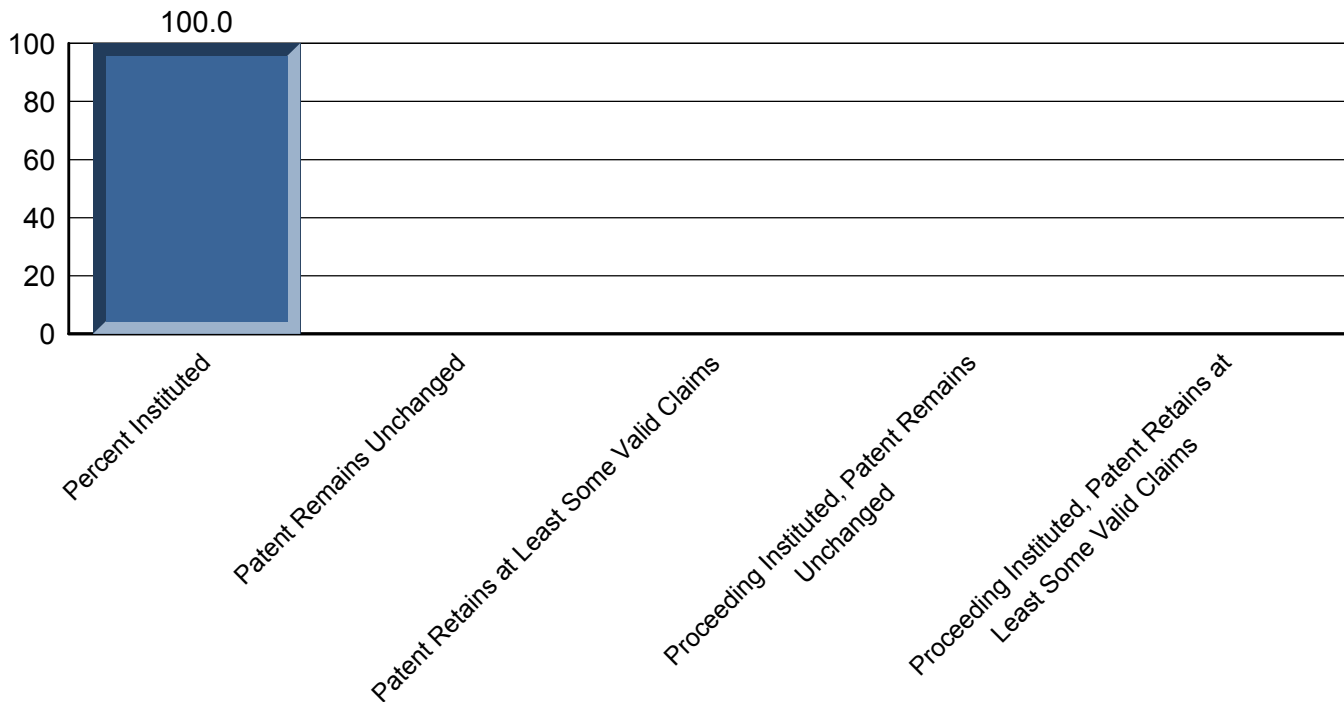 100.0
100
80
60
40
20
0
Percent Instituted
Patent Remains Unchanged
Patent Retains at Least Some Valid Claims
Proceeding Instituted, Patent Remains
Unchanged
Proceeding Instituted, Patent Retains at
Least Some Valid Claims